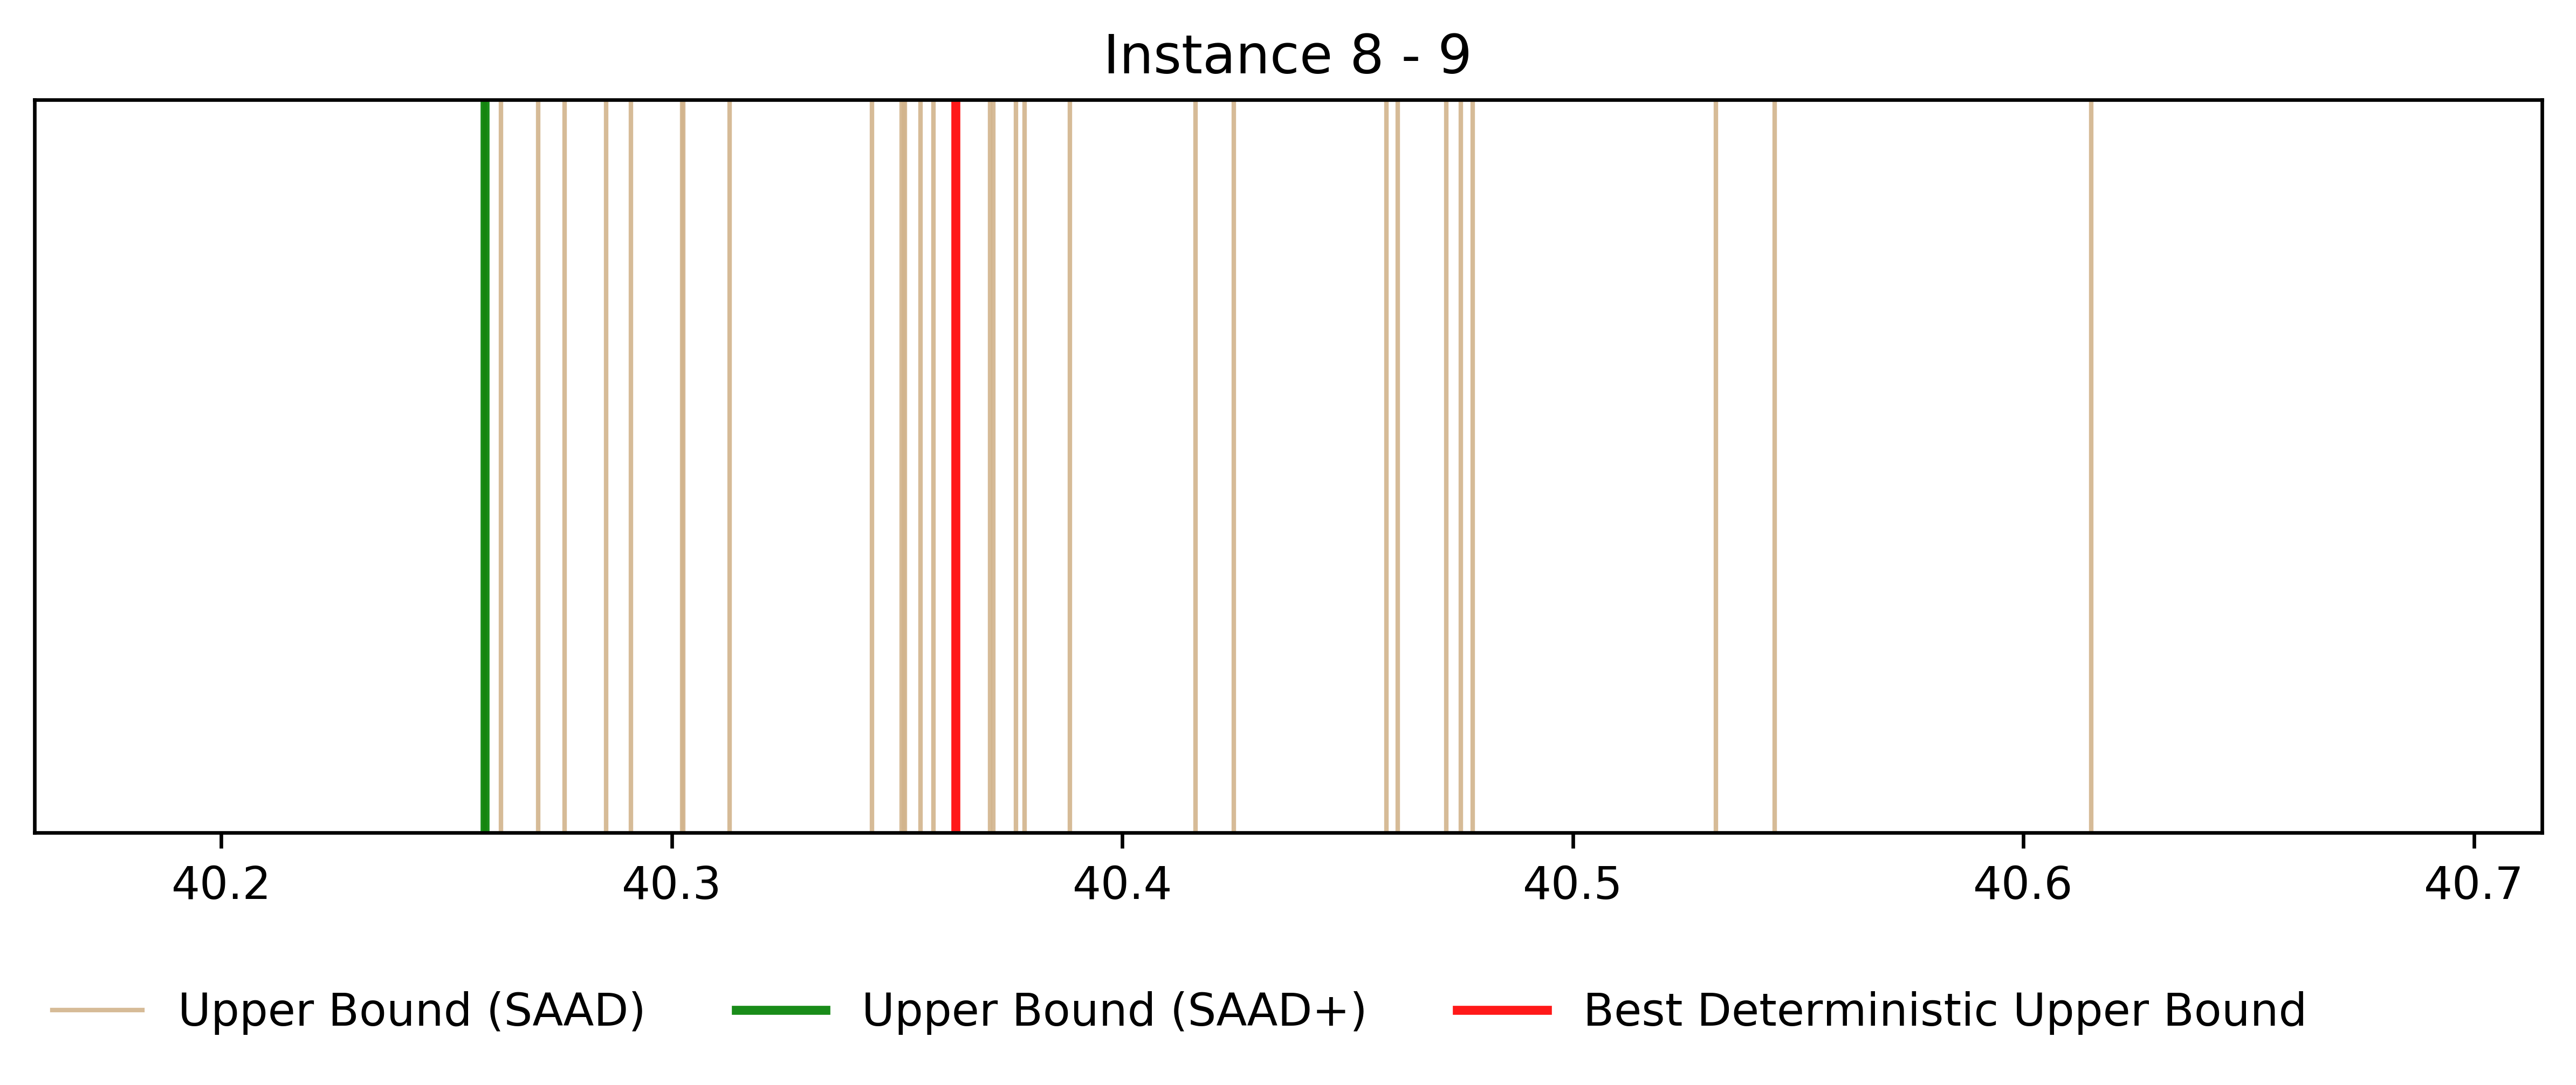 Instance 8 - 9
40.2 40.3 40.4 40.5 40.6 40.7
Upper Bound (SAAD) Upper Bound (SAAD+) Best Deterministic Upper Bound